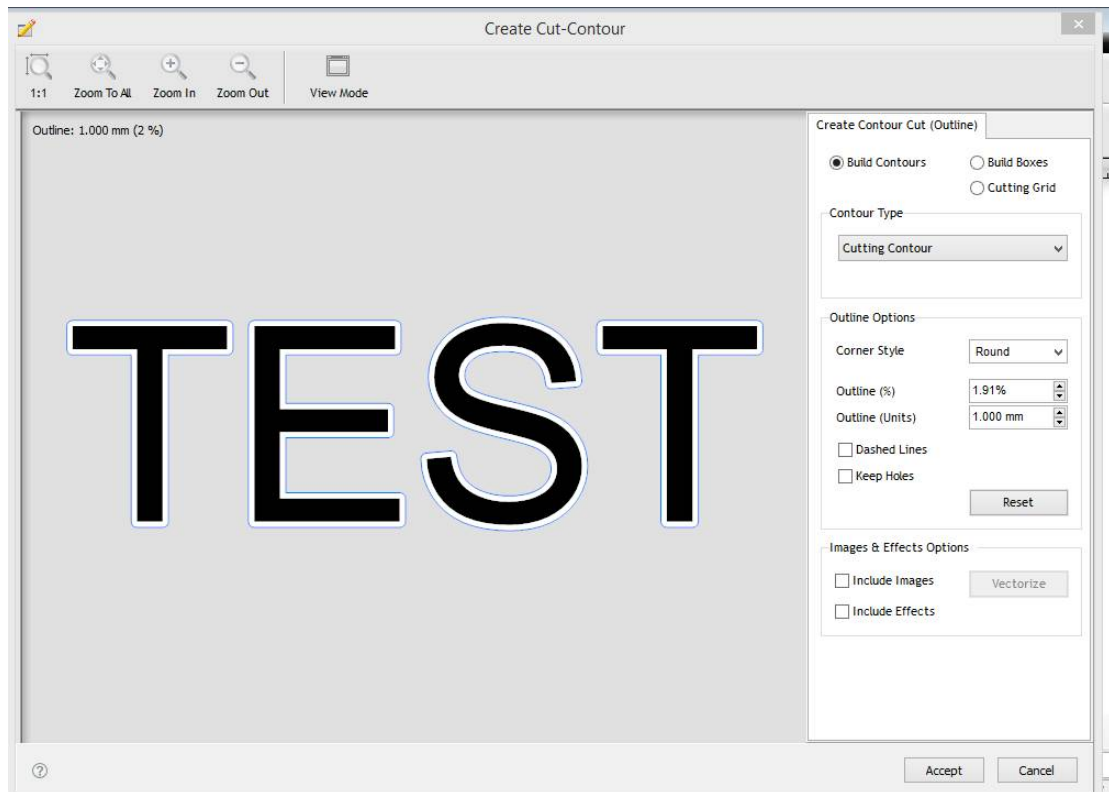 Create Cut-Contour
1:1 Zoom To All Zoom In Zoom Out View Mode
Outline: 1.000 mm (2 %)
Create Contour Cut (Outline)
Build Contours Build Boxes
Cutting Grid
Contour Type
Cutting Contour
TEST
Outline Options
Corner Style Round
Outline (%) 1.91%
Outline (Units) 1.000 mm
Dashed Lines
Keep Holes
Reset
Images & Effects Options
Include Images Vectorize
Include Effects
Accept Cancel